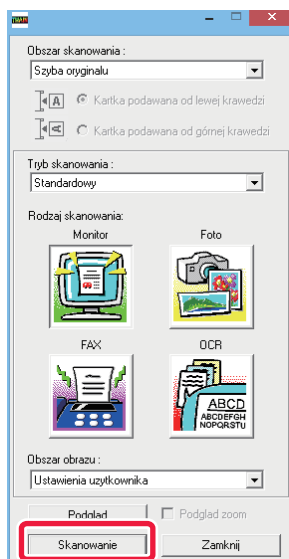 Obszar skanowania :
Szyba oryginału
A Kartka podawana od lewej krawedzi
A Kartka podawana od górnej krawedzi
Tryb skanowania :
Standardowy
Rodzaj skanowania:
Monitor Foto
FAX OCR
ABCD
ABCDEFGH
NOPQRSTU
Obszar obrazu :
Ustawienia uzytkownika
Podglad Podglad zoom
Skanowanie Zamknij